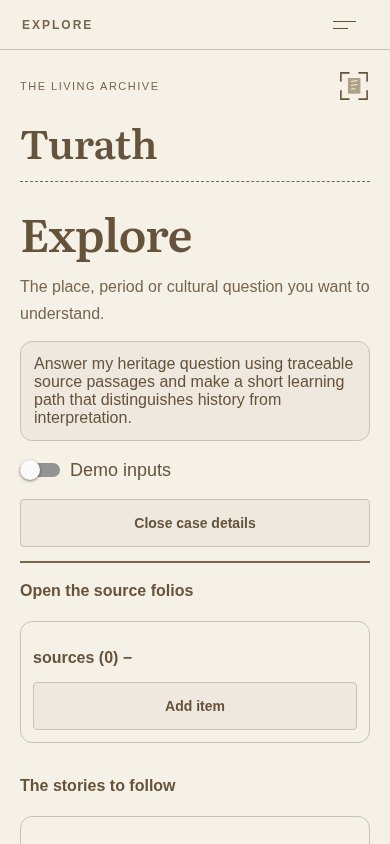 EXPLORE
THE LIVING ARCHIVE
Turath
Explore
The place, period or cultural question you want to
understand.
Answer my heritage question using traceable
source passages and make a short learning
path that distinguishes history from
interpretation.
Demo inputs
Close case details
Open the source folios
sources (0) −
Add item
The stories to follow